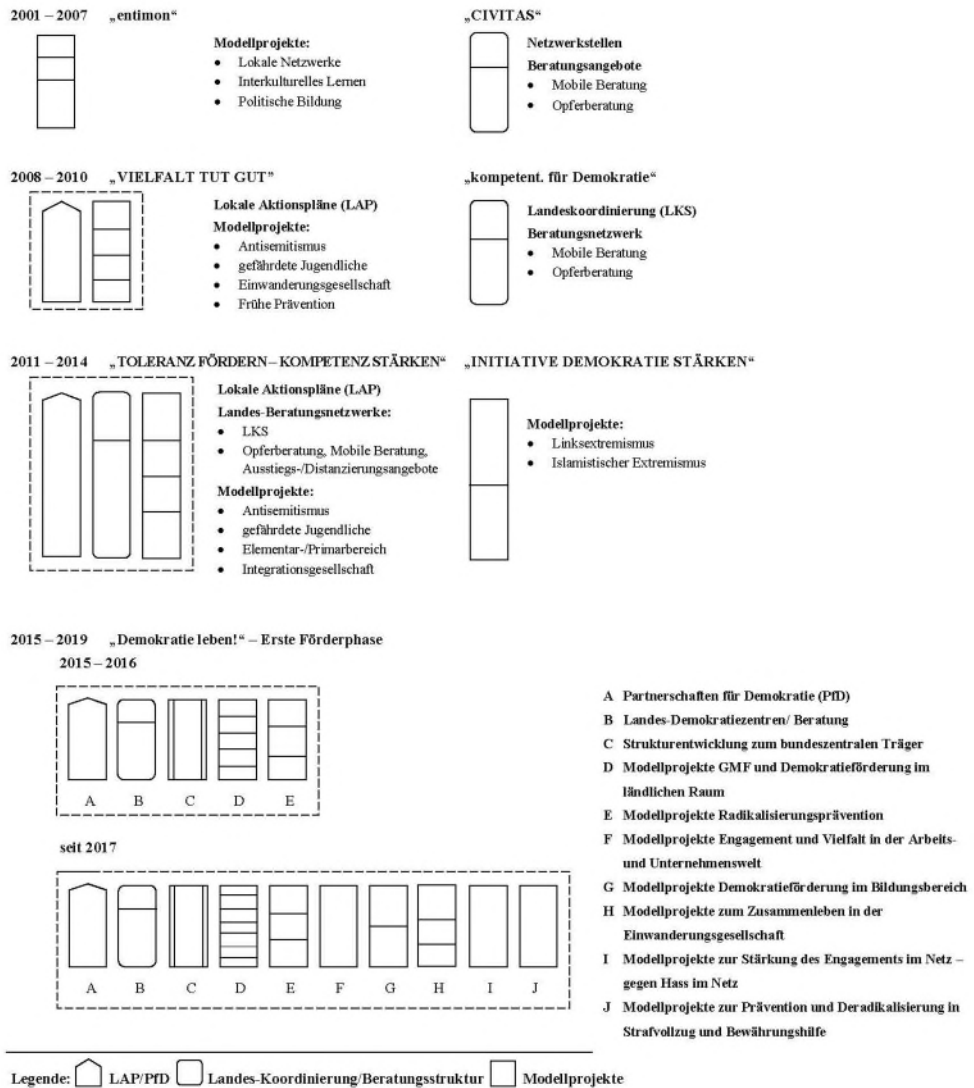 2001 – 2007 „entimon“
Modellprojekte:
• Lokale Netzwerke
• Interkulturelles Lernen
• Politische Bildung
„CIVITAS“
Netzwerkstellen
Beratungsangebote
• Mobile Beratung
• Opferberatung
2008 – 2010 „VIELFALT TUT GUT”
Lokale Aktionspläne (LAP)
Modellprojekte:
• Antisemitismus
• gefährdete Jugendliche
• Einwanderungsgesellschaft
• Frühe Prävention
„kompetent. für Demokratie“
Landeskoordinierung (LKS)
Beratungsnetzwerk
• Mobile Beratung
• Opferberatung
2011 – 2014 „TOLERANZ FÖRDERN – KOMPETENZ STÄRKEN“
Lokale Aktionspläne (LAP)
Landes-Beratungsnetzwerke:
• LKS
• Opferberatung, Mobile Beratung,
Ausstiegs-/Distanzierungsangebote
Modellprojekte:
• Antisemitismus
• gefährdete Jugendliche
• Elementar-/Primarbereich
• Integrationsgesellschaft
„INITIATIVE DEMOKRATIE STÄRKEN“
Modellprojekte:
• Linksextremismus
• Islamistischer Extremismus
2015 – 2019 „Demokratie leben!“ – Erste Förderphase
2015 – 2016
A B C D E
seit 2017
A B C D E F G H I J
A Partnerschaften für Demokratie (PfD)
B Landes-Demokratiezentren/ Beratung
C Strukturentwicklung zum bundeszentralen Träger
D Modellprojekte GMF und Demokratieförderung im
ländlichen Raum
E Modellprojekte Radikalisierungsprävention
F Modellprojekte Engagement und Vielfalt in der Arbeits-
und Unternehmenswelt
G Modellprojekte Demokratieförderung im Bildungsbereich
H Modellprojekte zum Zusammenleben in der
Einwanderungsgesellschaft
I Modellprojekte zur Stärkung des Engagements im Netz –
gegen Hass im Netz
J Modellprojekte zur Prävention und Deradikalisierung in
Strafvollzug und Bewährungshilfe
Legende: LAP/PfD Landes-Koordinierung/Beratungsstruktur Modellprojekte